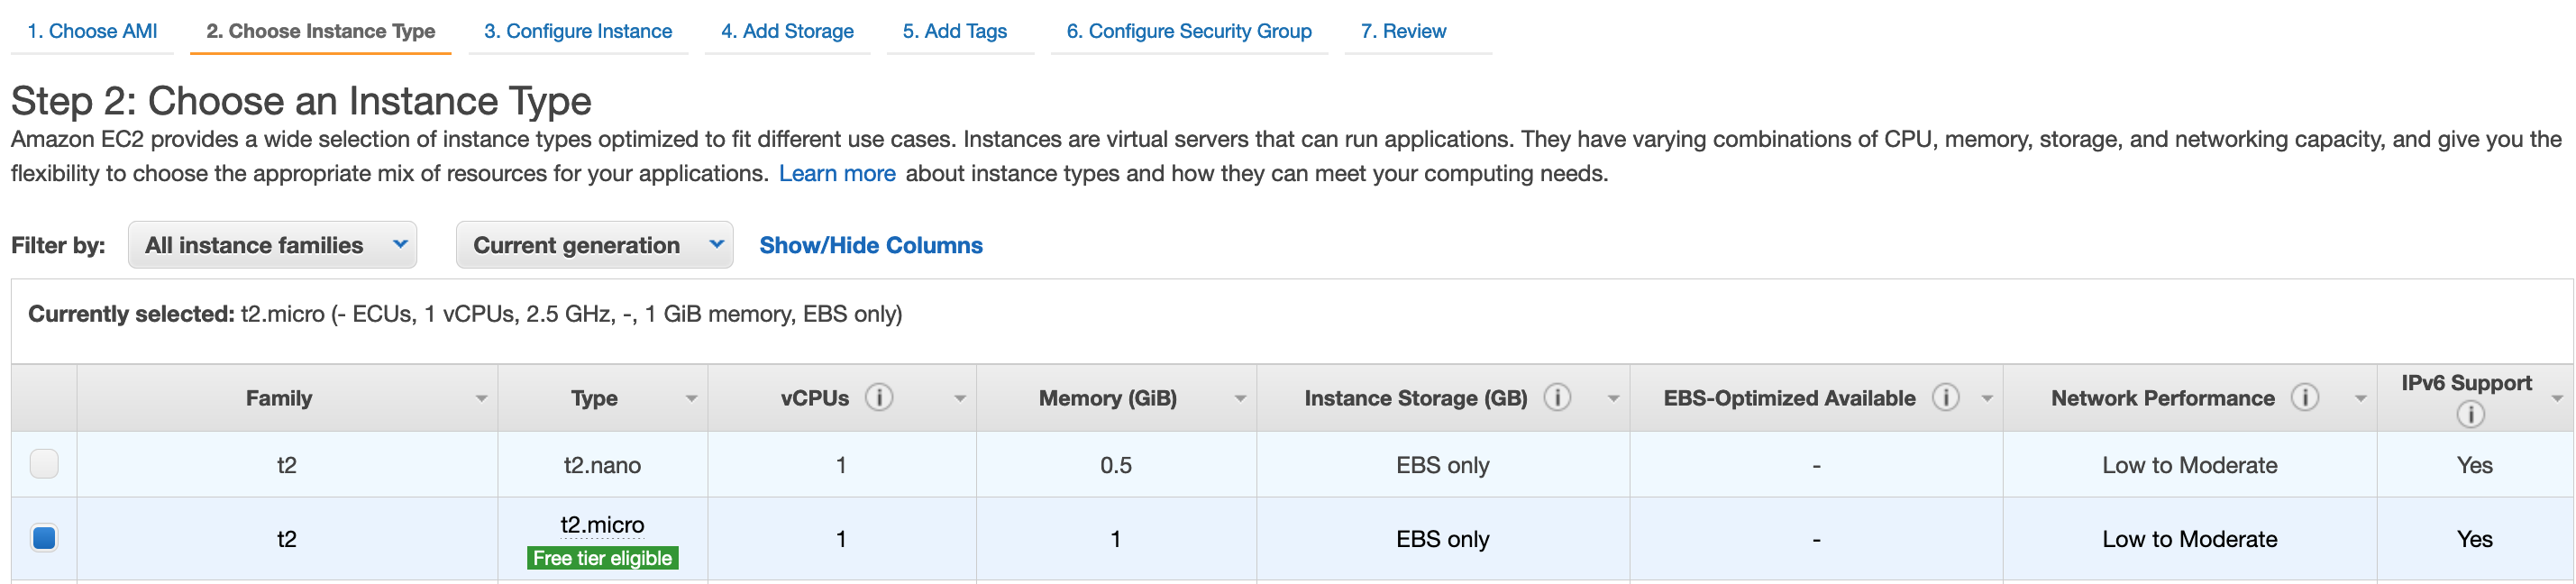 1. Choose AMI 2. Choose Instance Type 3. Configure Instance 4. Add Storage 5. Add Tags 6. Configure Security Group 7. Review
Step 2: Choose an Instance Type
Amazon EC2 provides a wide selection of instance types optimized to fit different use cases. Instances are virtual servers that can run applications. They have varying combinations of CPU, memory, storage, and networking capacity, and give you the
flexibility to choose the appropriate mix of resources for your applications. Learn more about instance types and how they can meet your computing needs.
Filter by: All instance families Current generation Show/Hide Columns
Currently selected: t2.micro (- ECUs, 1 vCPUs, 2.5 GHz, -, 1 GiB memory, EBS only)
Family Type vCPUs i Memory (GiB) Instance Storage (GB) i EBS-Optimized Available i Network Performance i IPv6 Support i
t2 t2.nano 1 0.5 EBS only - Low to Moderate Yes
t2 t2.micro 1 1 EBS only - Low to Moderate Yes
Free tier eligible